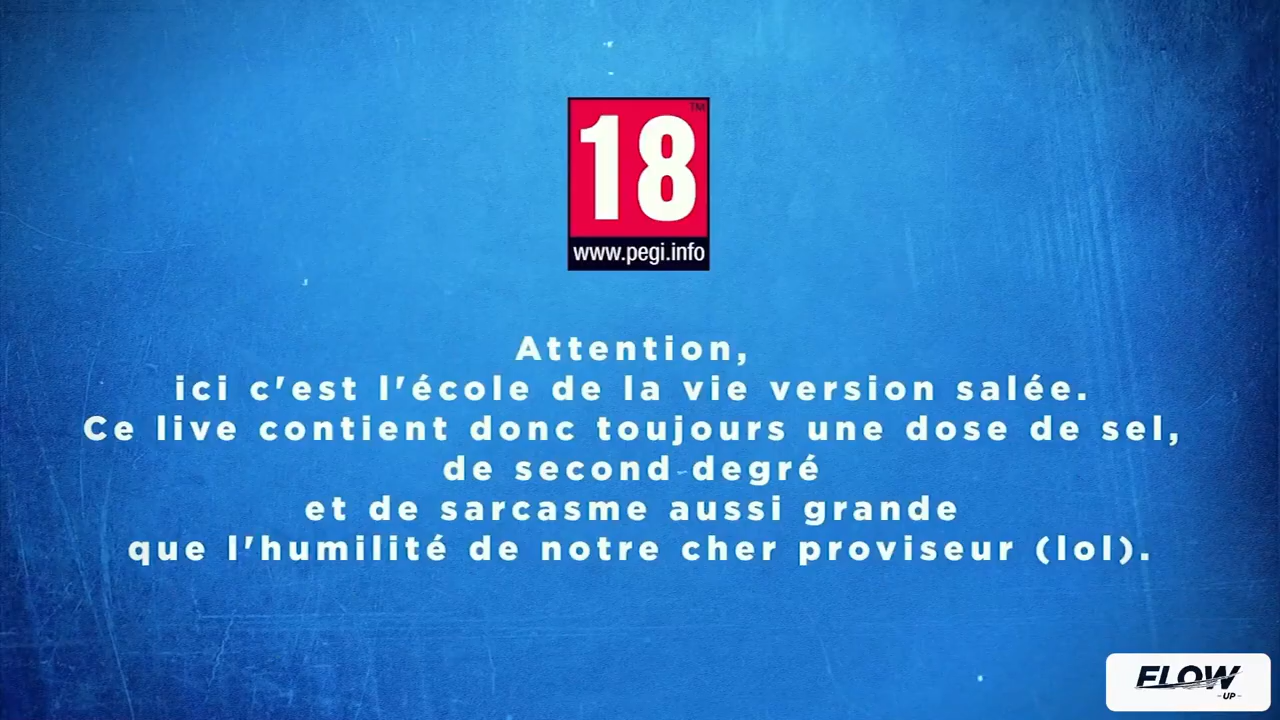 TM
18
www.pegi.info
Attention,
ici c'est l'école de la vie version salée.
Ce live contient donc toujours une dose de sel,
de second degré
et de sarcasme aussi grande
que l'humilité de notre cher proviseur (lol).
FLOW
-UP-